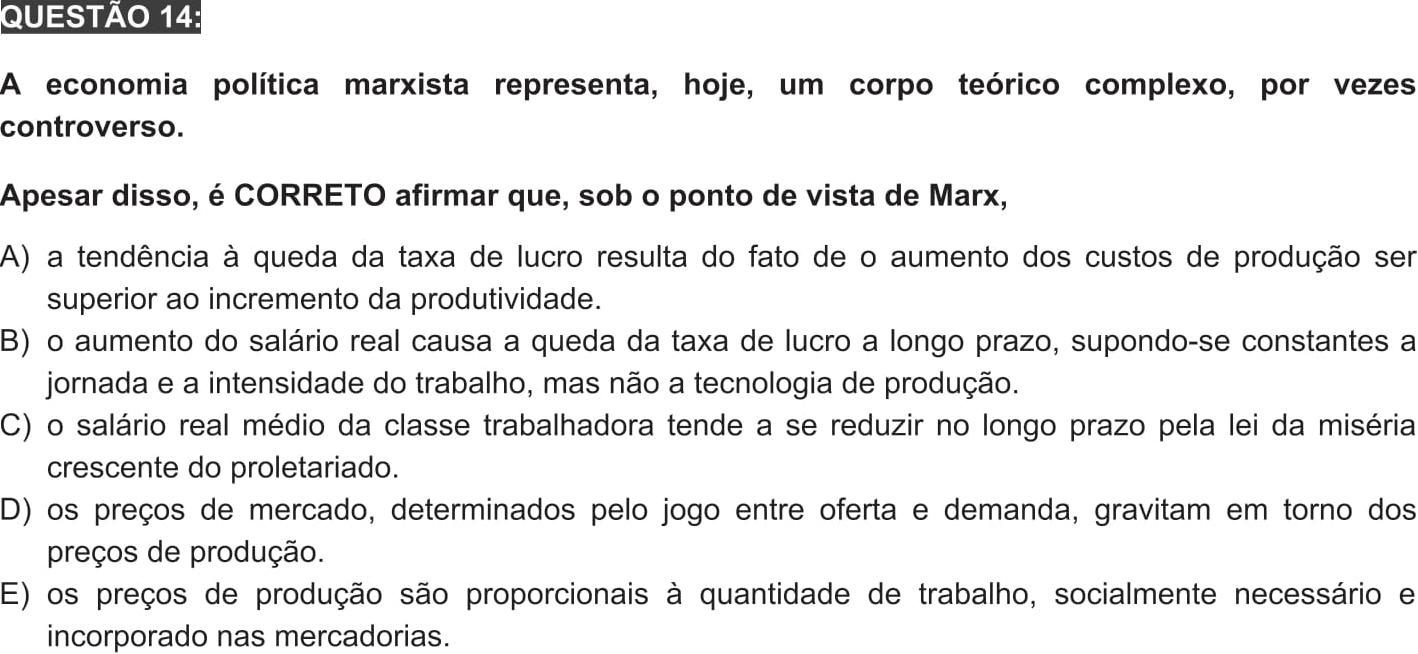 QUESTÃO 14:
A economia política marxista representa, hoje, um corpo teórico complexo, por vezes
controverso.
Apesar disso, é CORRETO afirmar que, sob o ponto de vista de Marx,
A) a tendência à queda da taxa de lucro resulta do fato de o aumento dos custos de produção ser
superior ao incremento da produtividade.
B) o aumento do salário real causa a queda da taxa de lucro a longo prazo, supondo-se constantes a
jornada e a intensidade do trabalho, mas não a tecnologia de produção.
C) o salário real médio da classe trabalhadora tende a se reduzir no longo prazo pela lei da miséria
crescente do proletariado.
D) os preços de mercado, determinados pelo jogo entre oferta e demanda, gravitam em torno dos
preços de produção.
E) os preços de produção são proporcionais à quantidade de trabalho, socialmente necessário e
incorporado nas mercadorias.